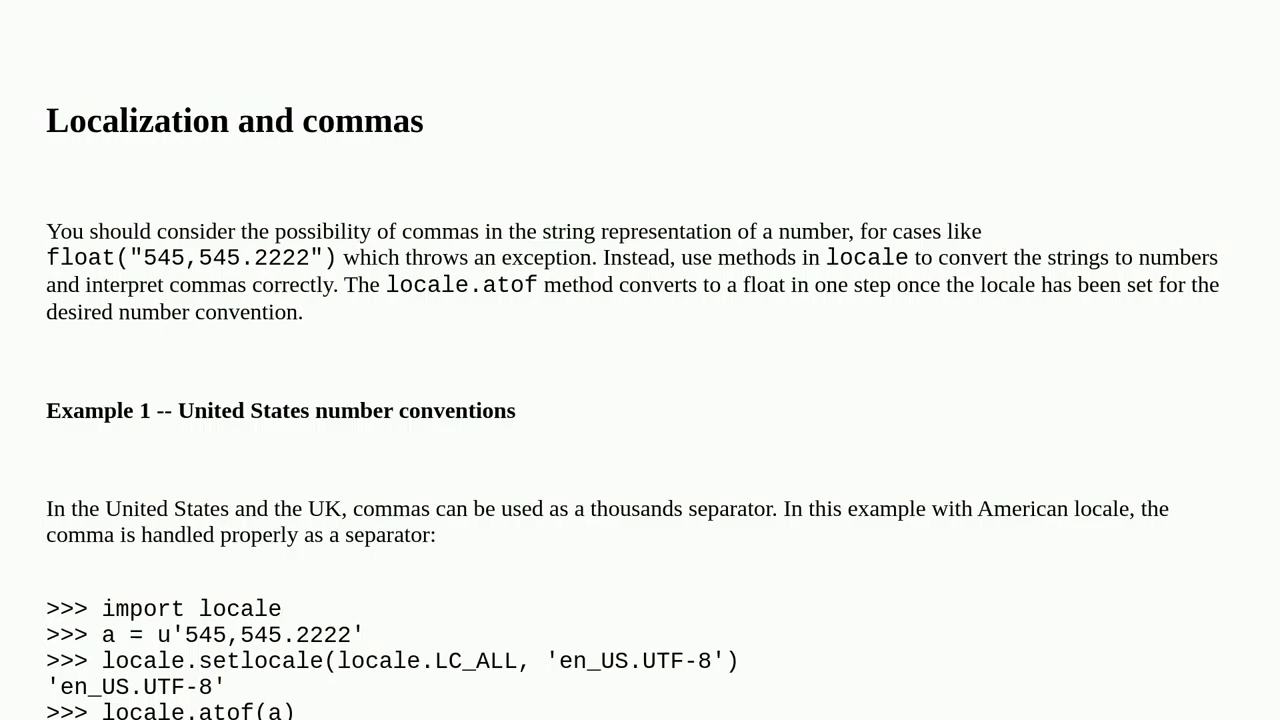 Localization and commas
You should consider the possibility of commas in the string representation of a number, for cases like
float("545,545.2222") which throws an exception. Instead, use methods in locale to convert the strings to numbers
and interpret commas correctly. The locale.atof method converts to a float in one step once the locale has been set for the
desired number convention.
Example 1 -- United States number conventions
In the United States and the UK, commas can be used as a thousands separator. In this example with American locale, the
comma is handled properly as a separator:
>>> import locale
>>> a = u'545,545.2222'
>>> locale.setlocale(locale.LC_ALL, 'en_US.UTF-8')
'en_US.UTF-8'
>>> locale.atof(a)